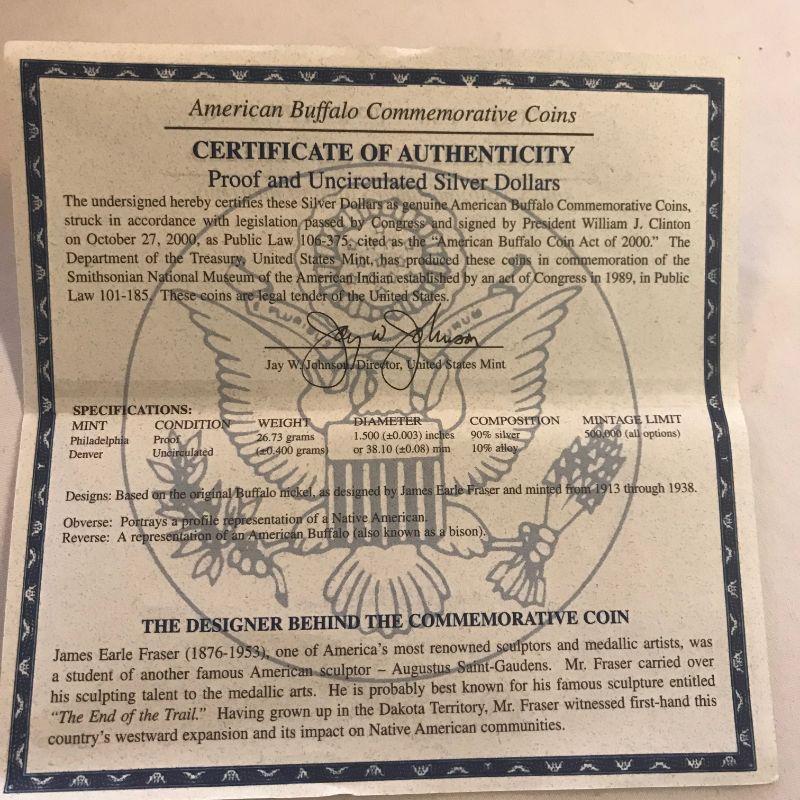 American Buffalo Commemorative Coins
CERTIFICATE OF AUTHENTICITY
Proof and Uncirculated Silver Dollars
The undersigned hereby certifies these Silver Dollars as genuine American Buffalo Commemorative Coins,
struck in accordance with legislation passed by Congress and signed by President William J. Clinton
on October 27, 2000, as Public Law 106-375, cited as the "American Buffalo Coin Act of 2000." The
Department of the Treasury, United States Mint, has produced these coins in commemoration of the
Smithsonian National Museum of the American Indian established by an act of Congress in 1989, in Public
Law 101-185. These coins are legal tender of the United States.
E PLURIBUS UNUM
Jay W Johnson
Jay W. Johnson, Director, United States Mint
SPECIFICATIONS:
MINT CONDITION WEIGHT DIAMETER COMPOSITION MINTAGE LIMIT
Philadelphia Proof 26.73 grams 1.500 (±0.003) inches 90% silver 500,000 (all options)
Denver Uncirculated (±0.400 grams) or 38.10 (±0.08) mm 10% alloy
Designs: Based on the original Buffalo nickel, as designed by James Earle Fraser and minted from 1913 through 1938.
Obverse: Portrays a profile representation of a Native American.
Reverse: A representation of an American Buffalo (also known as a bison).
THE DESIGNER BEHIND THE COMMEMORATIVE COIN
James Earle Fraser (1876-1953), one of America's most renowned sculptors and medallic artists, was
a student of another famous American sculptor – Augustus Saint-Gaudens. Mr. Fraser carried over
his sculpting talent to the medallic arts. He is probably best known for his famous sculpture entitled
"The End of the Trail." Having grown up in the Dakota Territory, Mr. Fraser witnessed first-hand this
country's westward expansion and its impact on Native American communities.